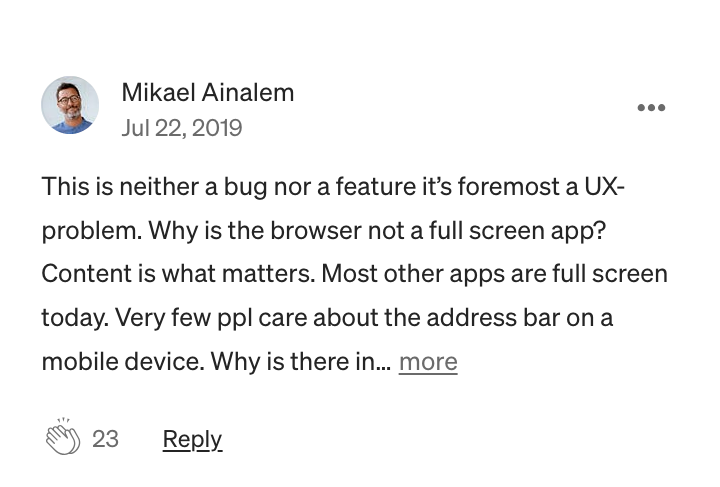 Mikael Ainalem
Jul 22, 2019
This is neither a bug nor a feature it’s foremost a UX-
problem. Why is the browser not a full screen app?
Content is what matters. Most other apps are full screen
today. Very few ppl care about the address bar on a
mobile device. Why is there in... more
23 Reply